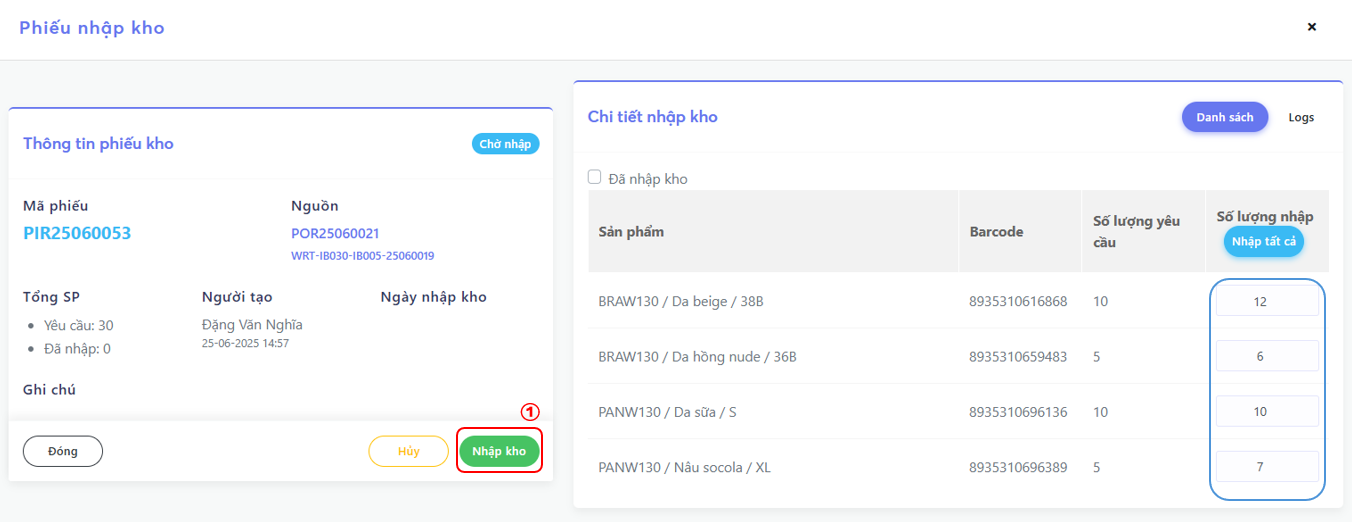 Phiếu nhập kho
×
Thông tin phiếu kho
Chờ nhập
Mã phiếu
Nguồn
PIR25060053
POR25060021
WRT-IB030-IB005-25060019
Tổng SP
Người tạo
Ngày nhập kho
Yêu cầu: 30
Đặng Văn Nghĩa
Đã nhập: 0
25-06-2025 14:57
Ghi chú
①
Đóng
Hủy
Nhập kho
Chi tiết nhập kho
Danh sách
Logs
Đã nhập kho
Sản phẩm
Barcode
Số lượng yêu
cầu
Số lượng nhập
Nhập tất cả
BRAW130 / Da beige / 38B 8935310616868 10 12
BRAW130 / Da hồng nude / 36B 8935310659483 5 6
PANW130 / Da sữa / S 8935310696136 10 10
PANW130 / Nâu socola / XL 8935310696389 5 7